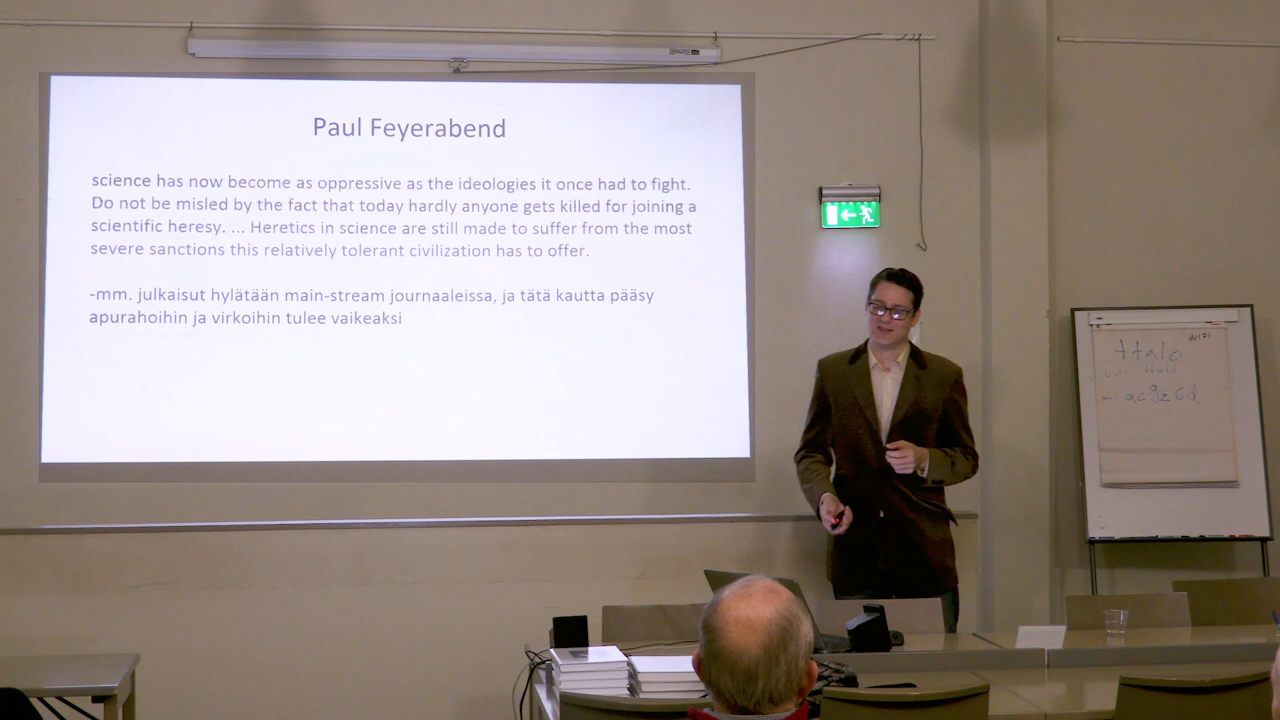 Paul Feyerabend
science has now become as oppressive as the ideologies it once had to fight.
Do not be misled by the fact that today hardly anyone gets killed for joining a
scientific heresy. ... Heretics in science are still made to suffer from the most
severe sanctions this relatively tolerant civilization has to offer.
-mm. julkaisut hylätään main-stream journaaleissa, ja tätä kautta pääsy
apurahoihin ja virkoihin tulee vaikeaksi
WIFI
ttalo
ttalo
ac9z6d